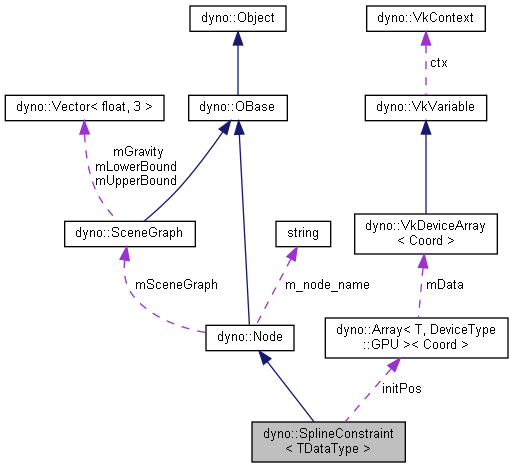 dyno::Object
dyno::VkContext
ctx
dyno::Vector< float, 3 >
dyno::OBase
dyno::VkVariable
mGravity
mLowerBound
mUpperBound
dyno::SceneGraph
string
dyno::VkDeviceArray
< Coord >
mSceneGraph
m_node_name
mData
dyno::Node
dyno::Array< T, DeviceType
::GPU >< Coord >
initPos
dyno::SplineConstraint
< TDataType >